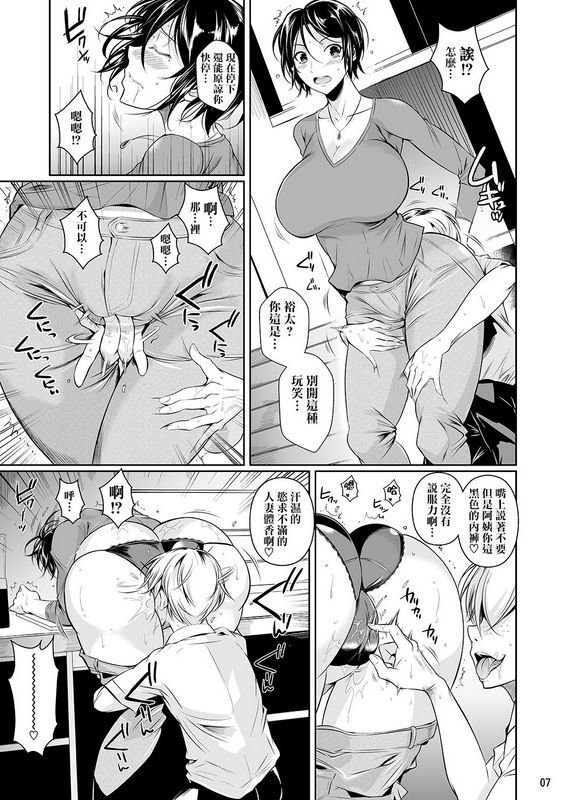 誒!?
怎麼…
裕太?
你這是…
別開這種
玩笑…
現在停下
還能原諒你
快停…
嗯嗯!?
啊…
那…裡
嗯嗯…
不可以…
嘴上説著不要
但是阿姨你這
黑色的內褲♡
完全沒有
説服力啊…
哈
汗濕的
慾求不滿的
人妻體香啊♡
啊!?
呼…
07